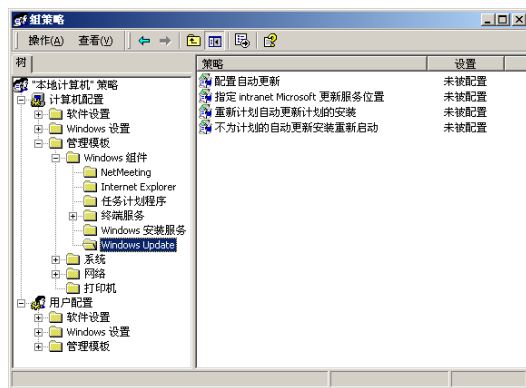 组策略
操作(A) 查看(V)
树
策略 设置
"本地计算机" 策略
计算机配置
软件设置
Windows 设置
管理模板
Windows 组件
NetMeeting
Internet Explorer
任务计划程序
终端服务
Windows 安装服务
Windows Update
系统
网络
打印机
用户配置
软件设置
Windows 设置
管理模板
配置自动更新 未被配置
指定 intranet Microsoft 更新服务位置 未被配置
重新计划自动更新计划的安装 未被配置
不为计划的自动更新安装重新启动 未被配置